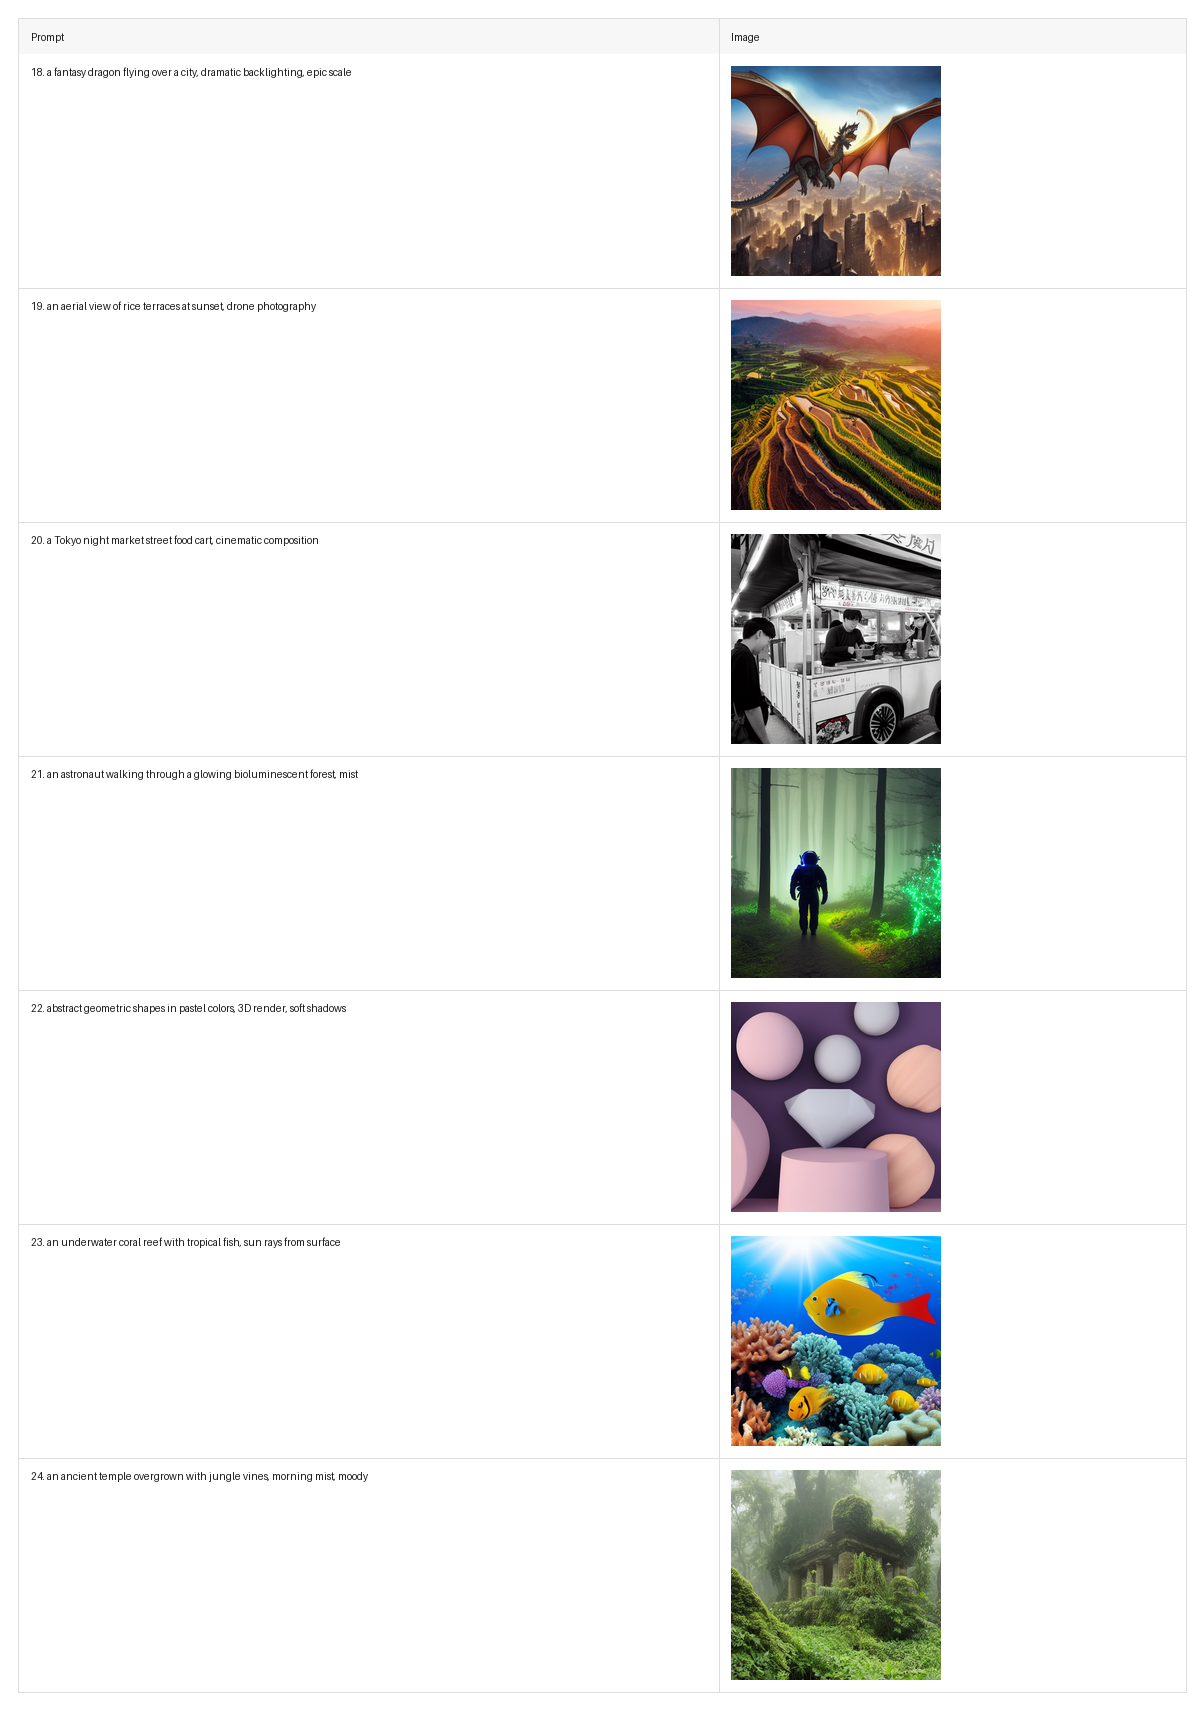 Prompt
Image
18. a fantasy dragon flying over a city, dramatic backlighting, epic scale
19. an aerial view of rice terraces at sunset, drone photography
20. a Tokyo night market street food cart, cinematic composition
21. an astronaut walking through a glowing bioluminescent forest, mist
22. abstract geometric shapes in pastel colors, 3D render, soft shadows
23. an underwater coral reef with tropical fish, sun rays from surface
24. an ancient temple overgrown with jungle vines, morning mist, moody